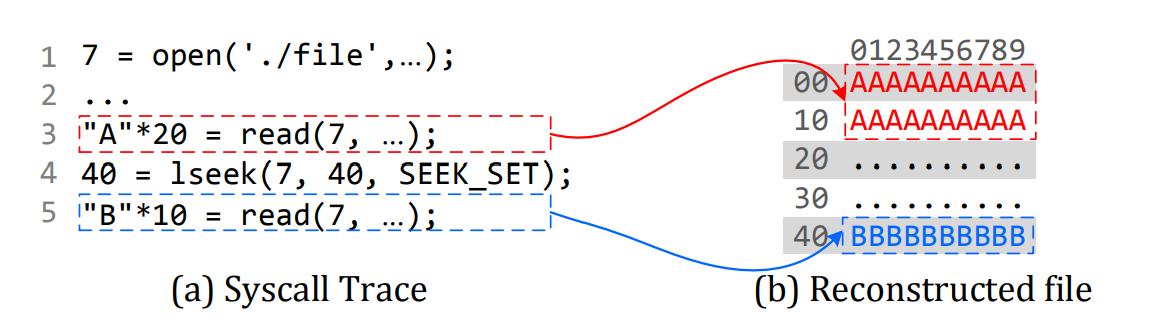 1 7 = open('./file',…);
2 ...
3 "A"*20 = read(7, …);
4 40 = lseek(7, 40, SEEK_SET);
5 "B"*10 = read(7, …);
(a) Syscall Trace
0123456789
00 AAAAAAAAAA
10 AAAAAAAAAA
20 ..........
30 ..........
40 BBBBBBBBBB
(b) Reconstructed file